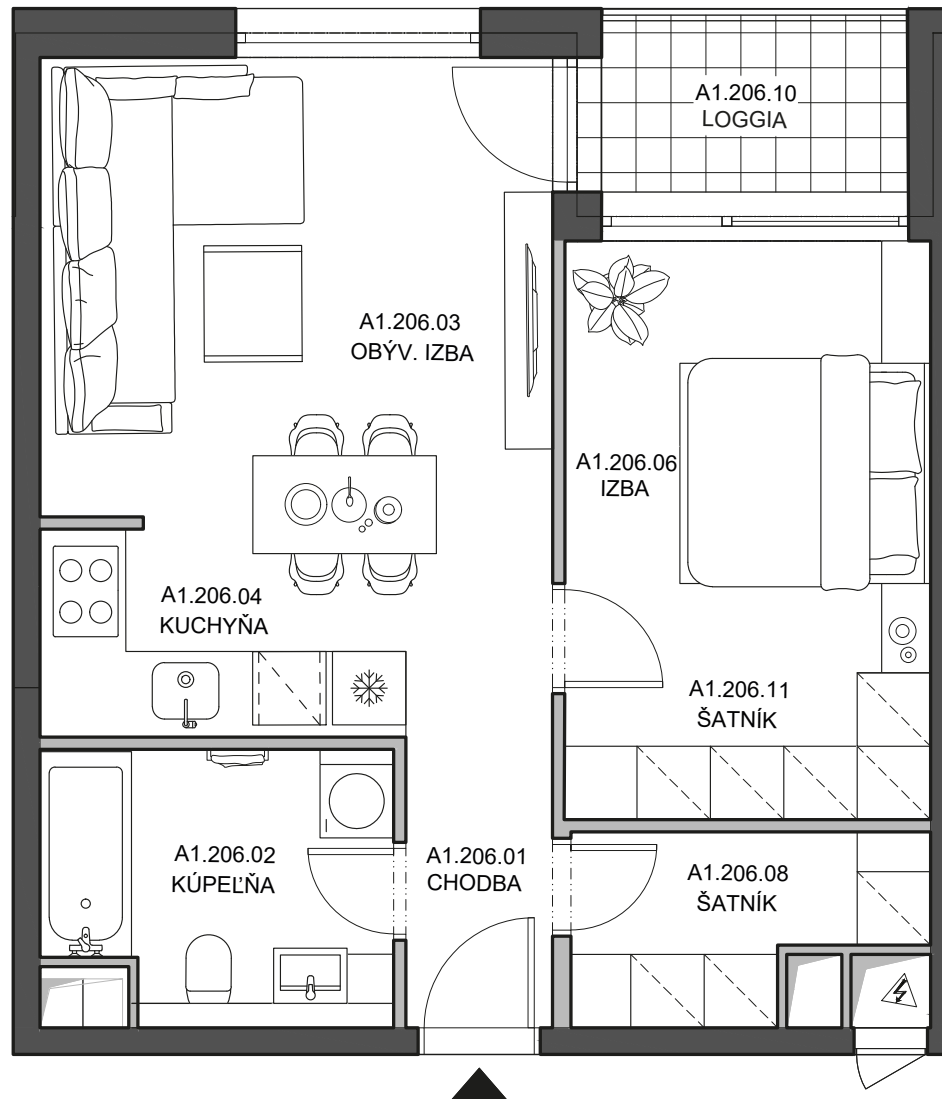 A1.206.10
LOGGIA
A1.206.03
OBÝV. IZBA
A1.206.06
IZBA
A1.206.04
KUCHYŇA
A1.206.11
ŠATNÍK
A1.206.02
KÚPEĽŇA
A1.206.01
CHODBA
A1.206.08
ŠATNÍK